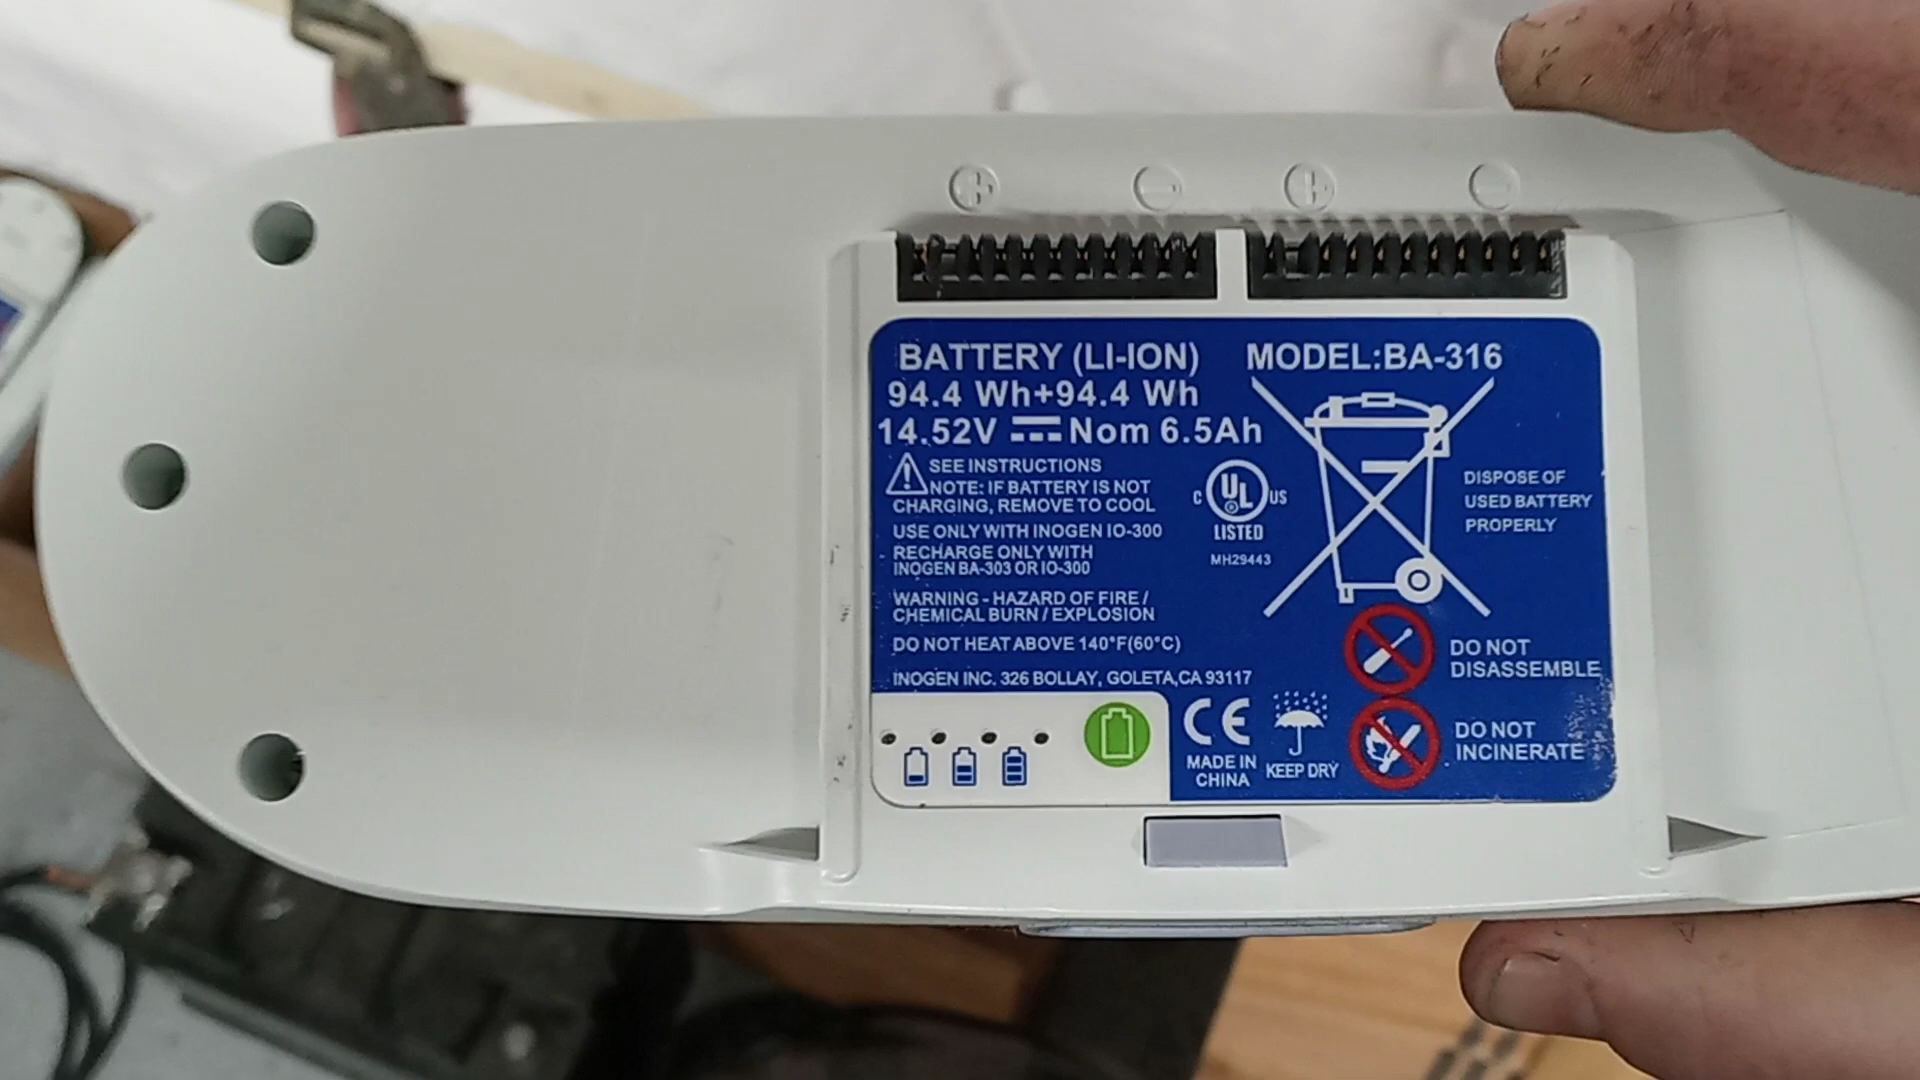 BATTERY (LI-ION) MODEL:BA-316
94.4 Wh+94.4 Wh
14.52V Nom 6.5Ah
SEE INSTRUCTIONS
NOTE: IF BATTERY IS NOT
CHARGING, REMOVE TO COOL
USE ONLY WITH INOGEN IO-300
RECHARGE ONLY WITH
INOGEN BA-303 OR IO-300
WARNING - HAZARD OF FIRE /
CHEMICAL BURN / EXPLOSION
DO NOT HEAT ABOVE 140°F(60°C)
INOGEN INC. 326 BOLLAY, GOLETA,CA 93117
C UL US
LISTED
MH29443
DISPOSE OF
USED BATTERY
PROPERLY
DO NOT
DISASSEMBLE
CE
MADE IN
CHINA
KEEP DRY
DO NOT
INCINERATE